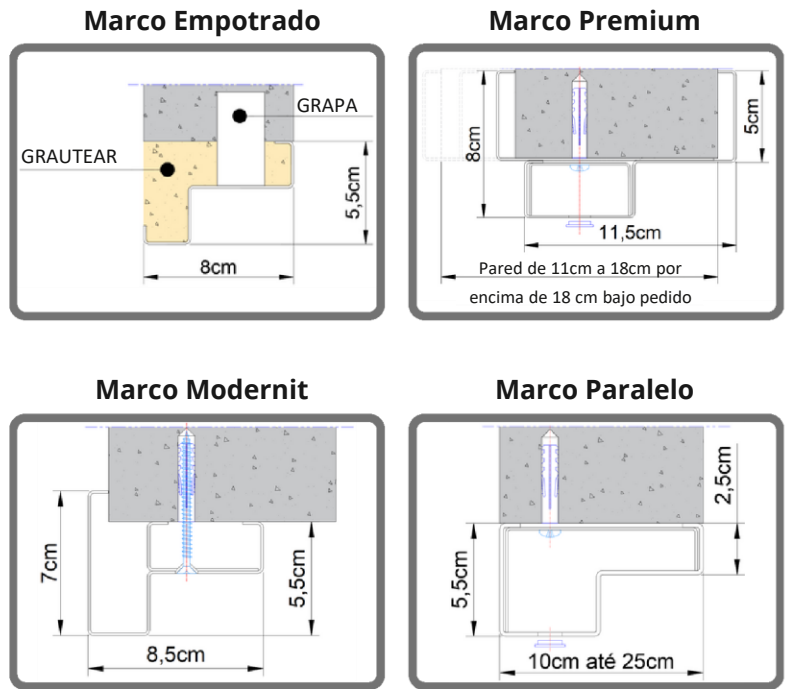 Marco Empotrado
GRAPA
GRAUTEAR
5,5cm
8cm
Marco Premium
8cm
5cm
11,5cm
Pared de 11cm a 18cm por
encima de 18 cm bajo pedido
Marco Modernit
7cm
5,5cm
8,5cm
Marco Paralelo
2,5cm
5,5cm
10cm até 25cm